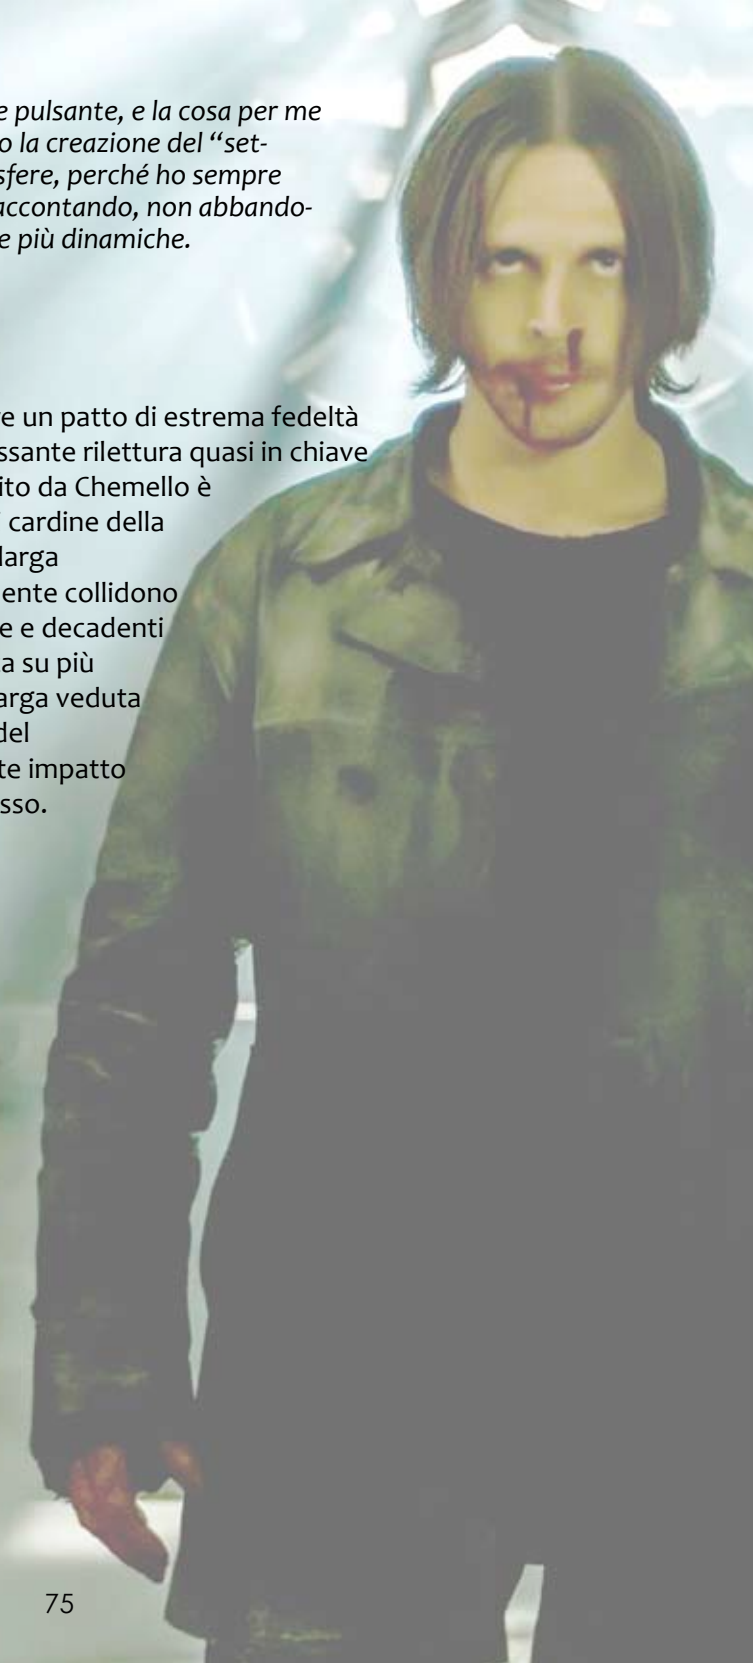 e pulsante, e la cosa per me
o la creazione del “set-
sfere, perché ho sempre
accontando, non abbando-
e più dinamiche.
re un patto di estrema fedeltà
ssante rilettura quasi in chiave
ito da Chemello è
cardine della
larga
ente collidono
e e decadenti
a su più
arga veduta
del
te impatto
sso.
75